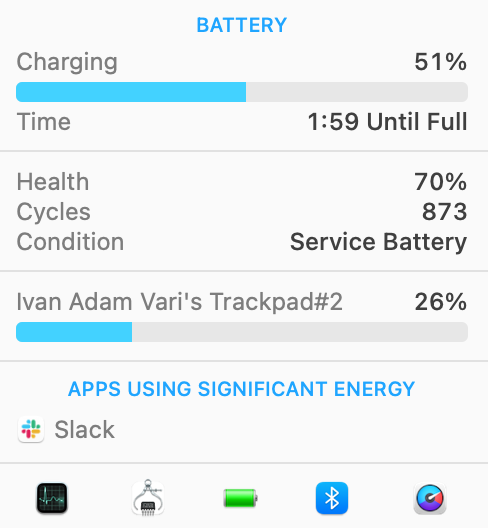 BATTERY
Charging 51%
Time 1:59 Until Full
Health 70%
Cycles 873
Condition Service Battery
Ivan Adam Vari's Trackpad#2 26%
APPS USING SIGNIFICANT ENERGY
Slack